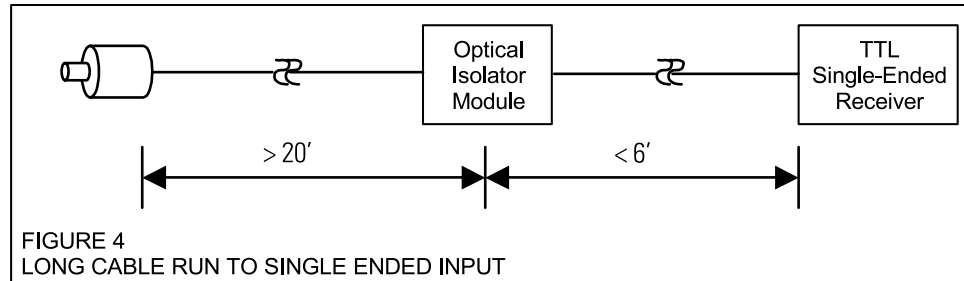 Optical
Isolator
Module
TTL
Single-Ended
Receiver
> 20′
< 6′
FIGURE 4
LONG CABLE RUN TO SINGLE ENDED INPUT